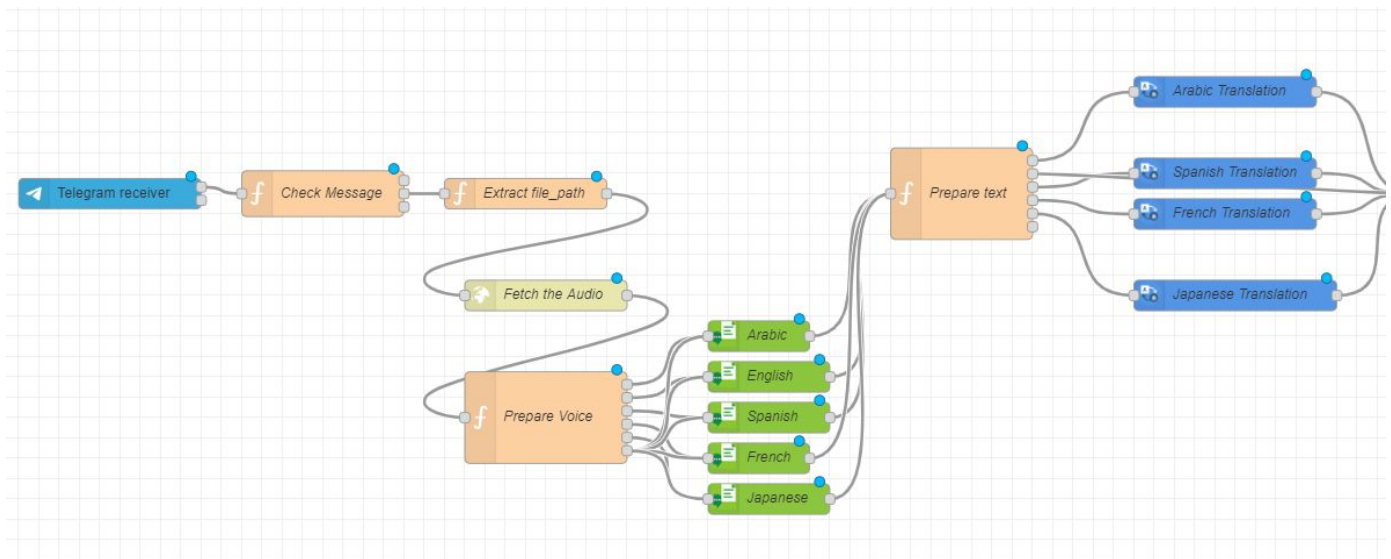 Telegram receiver
Check Message
Extract file_path
Fetch the Audio
Prepare Voice
Arabic
English
Spanish
French
Japanese
Prepare text
Arabic Translation
Spanish Translation
French Translation
Japanese Translation